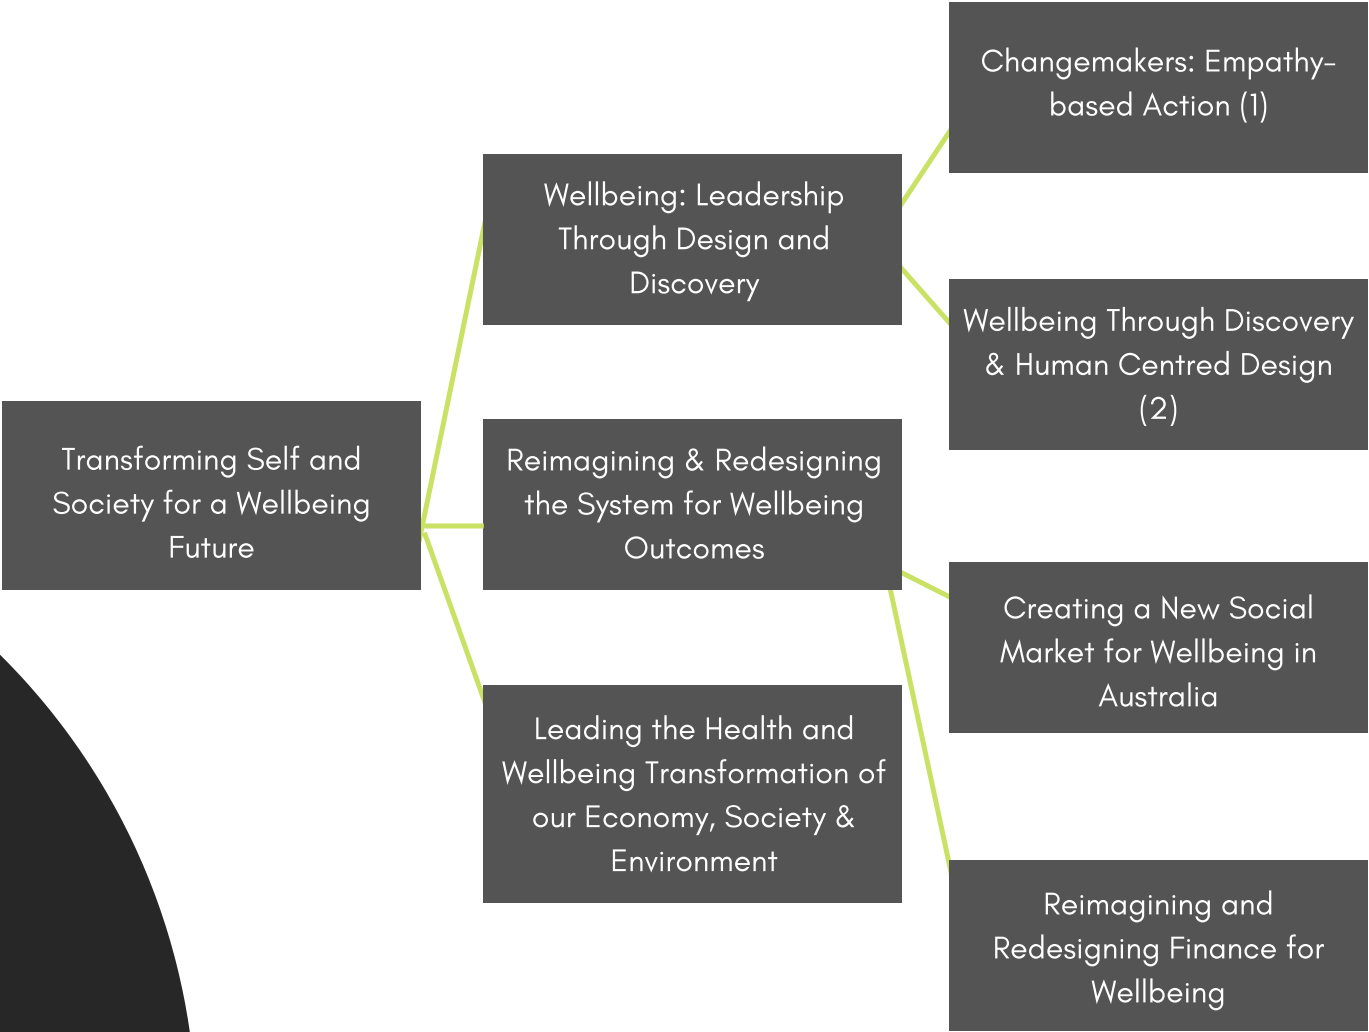 Transforming Self and
Society for a Wellbeing
Future
Wellbeing: Leadership
Through Design and
Discovery
Reimagining & Redesigning
the System for Wellbeing
Outcomes
Leading the Health and
Wellbeing Transformation of
our Economy, Society &
Environment
Changemakers: Empathy-
based Action (1)
Wellbeing Through Discovery
& Human Centred Design
(2)
Creating a New Social
Market for Wellbeing in
Australia
Reimagining and
Redesigning Finance for
Wellbeing